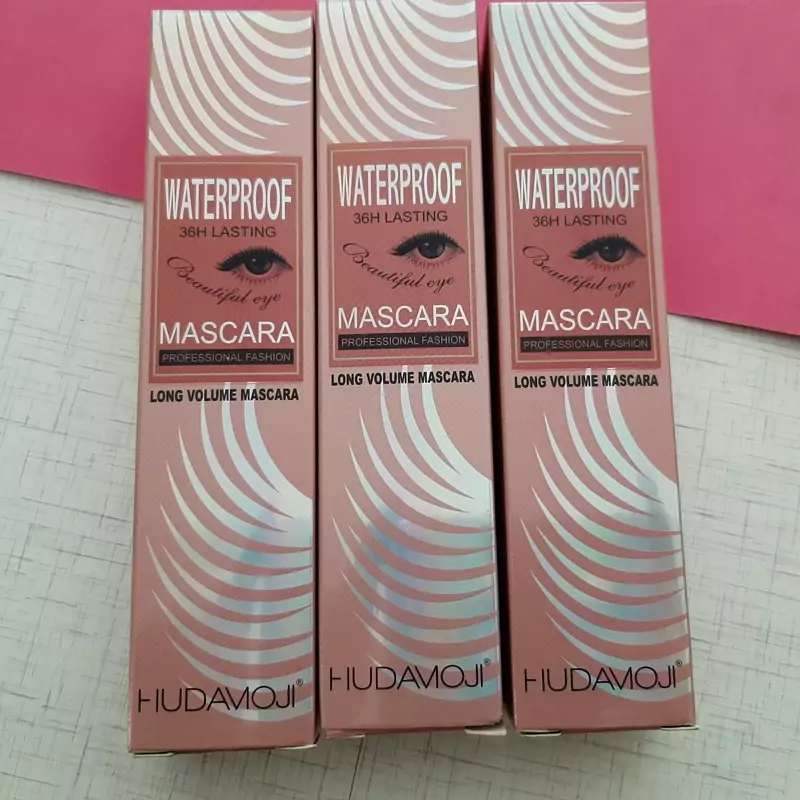 WATERPROOF
36H LASTING
Beautiful eye
MASCARA
PROFESSIONAL FASHION
LONG VOLUME MASCARA
HUDAMOJI®
WATERPROOF
36H LASTING
Beautiful eye
MASCARA
PROFESSIONAL FASHION
LONG VOLUME MASCARA
HUDAMOJI®
WATERPROOF
36H LASTING
Beautiful eye
MASCARA
PROFESSIONAL FASHION
LONG VOLUME MASCARA
HUDAMOJI®